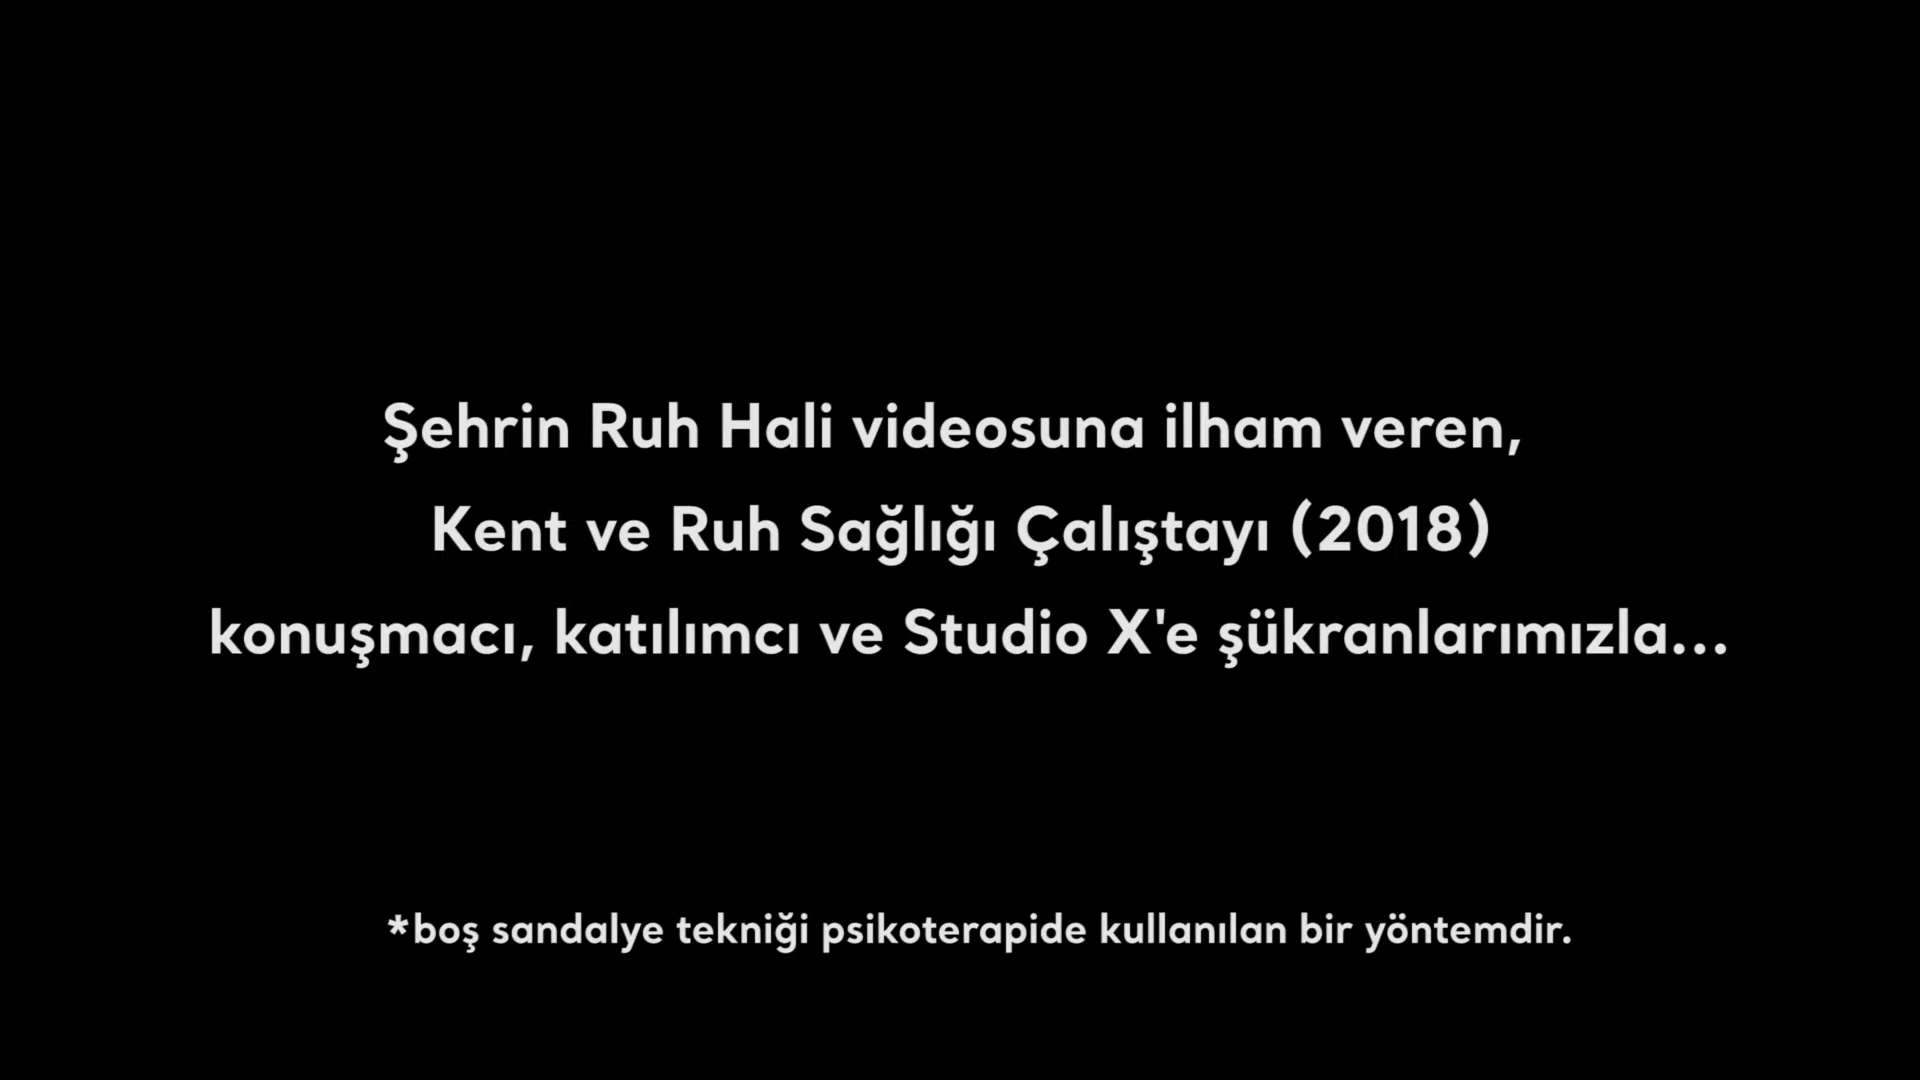 Şehrin Ruh Hali videosuna ilham veren,
Kent ve Ruh Sağlığı Çalıştayı (2018)
konuşmacı, katılımcı ve Studio X'e şükranlarımızla...
*boş sandalye tekniği psikoterapide kullanılan bir yöntemdir.